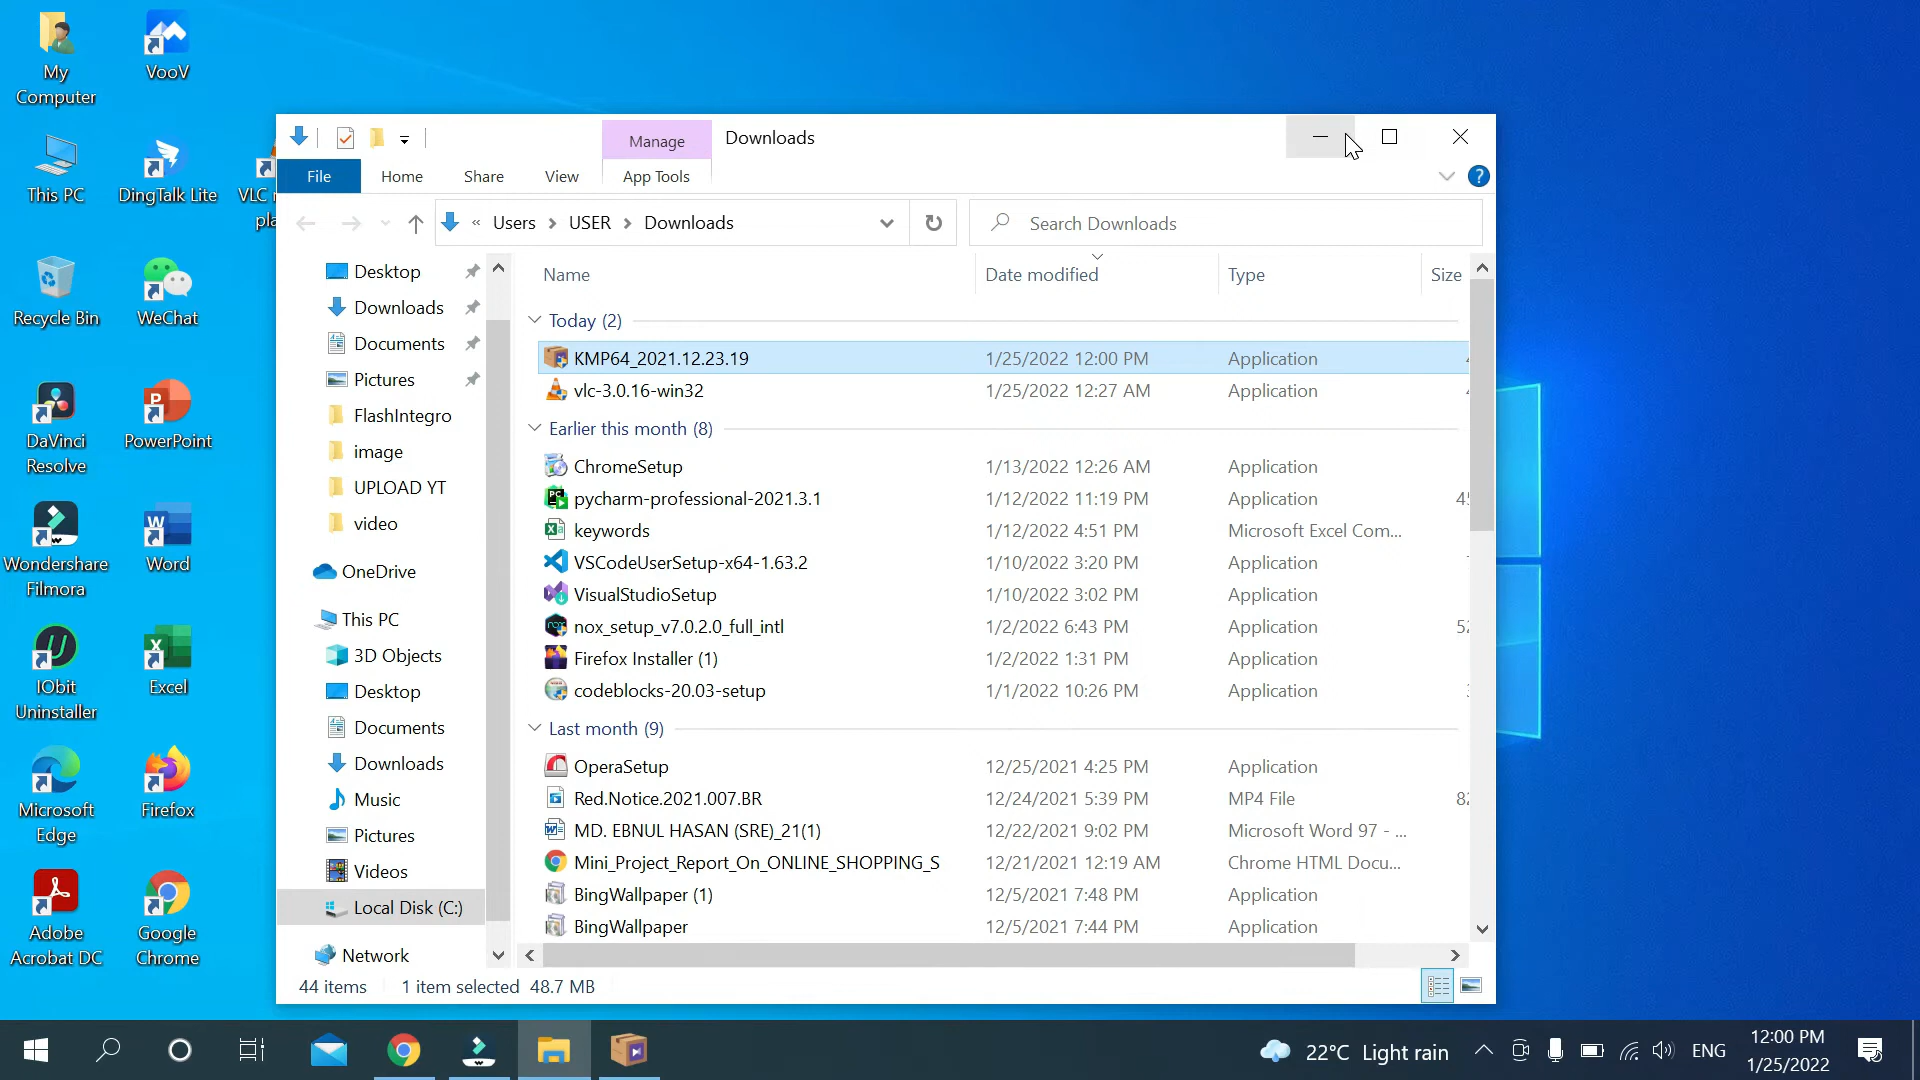 My
Computer
VooV
This PC
DingTalk Lite
VLC
Recycle Bin
WeChat
DaVinci
Resolve
PowerPoint
Wondershare
Filmora
Word
IObit
Uninstaller
Excel
Microsoft
Edge
Firefox
Adobe
Acrobat DC
Google
Chrome
Manage
Downloads
File
Home
Share
View
App Tools
?
« Users > USER > Downloads
Search Downloads
Desktop
Downloads
Documents
Pictures
FlashIntegro
image
UPLOAD YT
video
OneDrive
This PC
3D Objects
Desktop
Documents
Downloads
Music
Pictures
Videos
Local Disk (C:)
Network
Name Date modified Type Size
Today (2)
KMP64_2021.12.23.19 1/25/2022 12:00 PM Application
vlc-3.0.16-win32 1/25/2022 12:27 AM Application
Earlier this month (8)
ChromeSetup 1/13/2022 12:26 AM Application
pycharm-professional-2021.3.1 1/12/2022 11:19 PM Application
keywords 1/12/2022 4:51 PM Microsoft Excel Com...
VSCodeUserSetup-x64-1.63.2 1/10/2022 3:20 PM Application
VisualStudioSetup 1/10/2022 3:02 PM Application
nox_setup_v7.0.2.0_full_intl 1/2/2022 6:43 PM Application
Firefox Installer (1) 1/2/2022 1:31 PM Application
codeblocks-20.03-setup 1/1/2022 10:26 PM Application
Last month (9)
OperaSetup 12/25/2021 4:25 PM Application
Red.Notice.2021.007.BR 12/24/2021 5:39 PM MP4 File
MD. EBNUL HASAN (SRE)_21(1) 12/22/2021 9:02 PM Microsoft Word 97 - ...
Mini_Project_Report_On_ONLINE_SHOPPING_S 12/21/2021 12:19 AM Chrome HTML Docu...
BingWallpaper (1) 12/5/2021 7:48 PM Application
BingWallpaper 12/5/2021 7:44 PM Application
44 items 1 item selected 48.7 MB
22°C Light rain
ENG
12:00 PM
1/25/2022